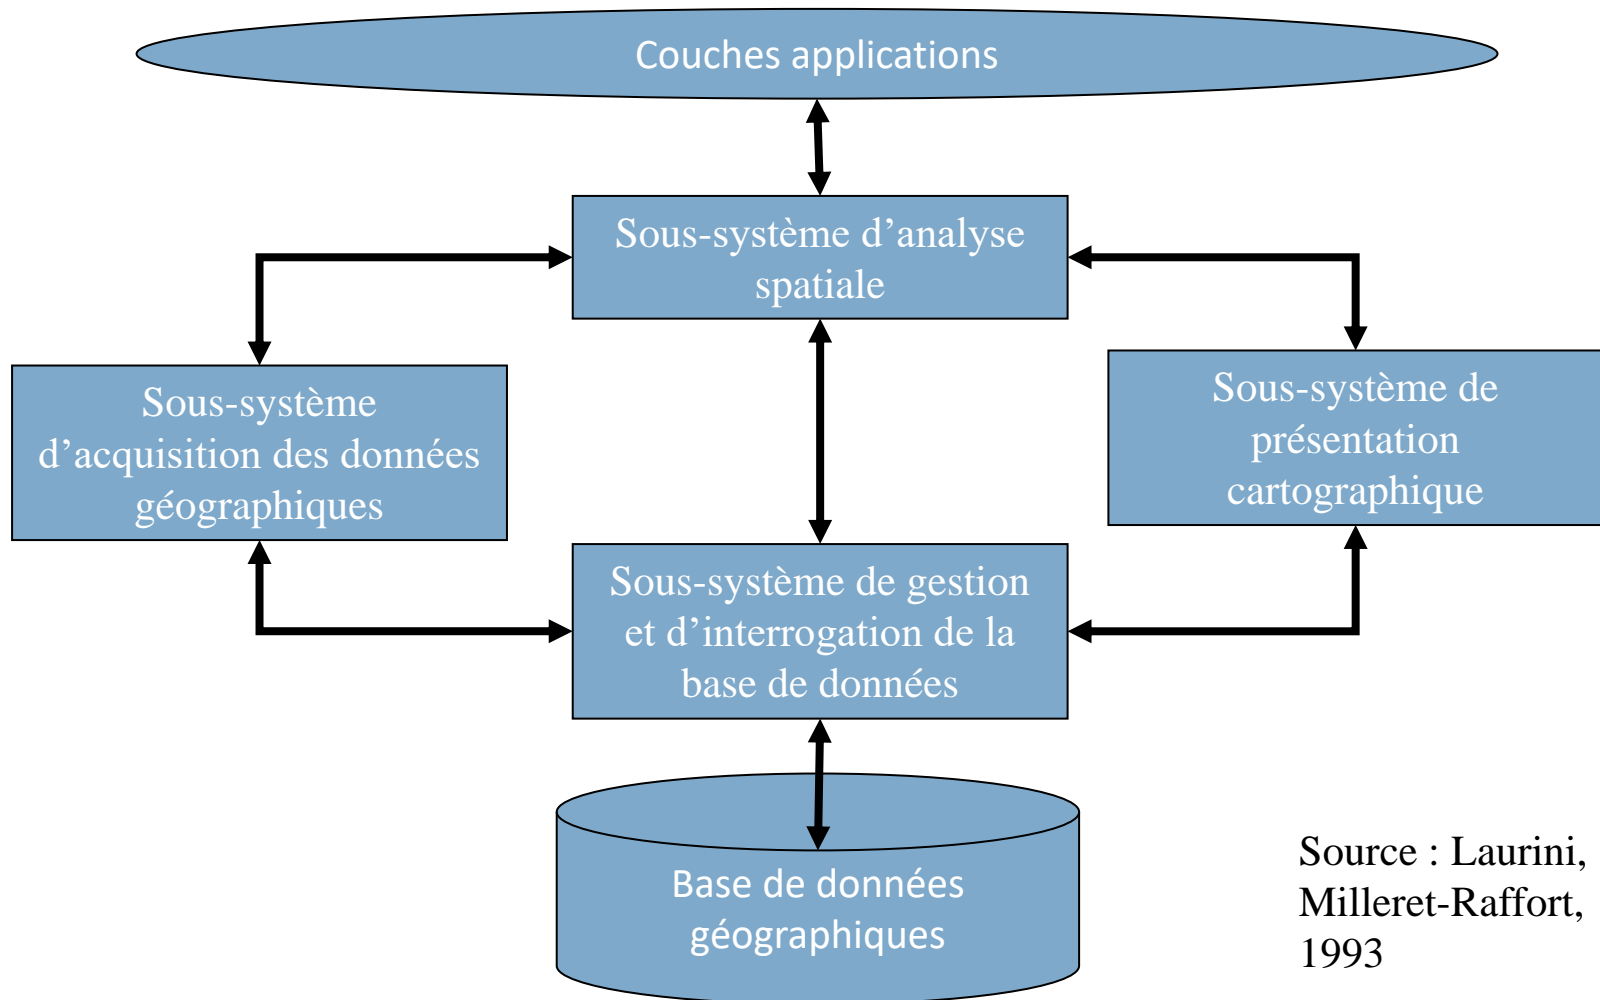 Couches applications
Sous-système d’analyse
spatiale
Sous-système
d’acquisition des données
géographiques
Sous-système de
présentation
cartographique
Sous-système de gestion
et d’interrogation de la
base de données
Base de données
géographiques
Source : Laurini,
Milleret-Raffort,
1993